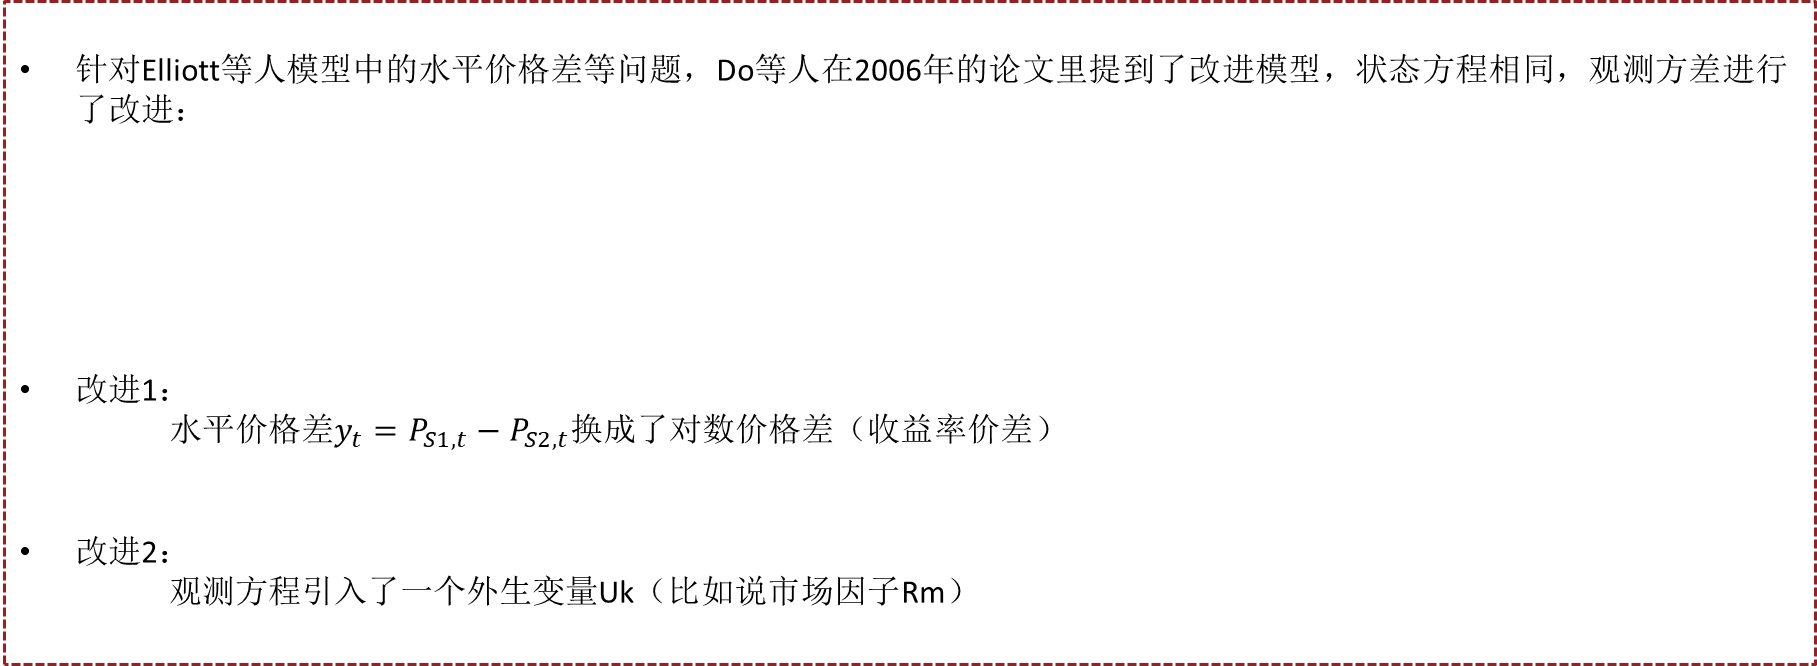 • 针对Elliott等人模型中的水平价格差等问题，Do等人在2006年的论文里提到了改进模型，状态方程相同，观测方差进行
了改进：
• 改进1：
水平价格差$y_t = P_{S1,t} - P_{S2,t}$换成了对数价格差（收益率价差）
• 改进2：
观测方程引入了一个外生变量Uk（比如说市场因子Rm）